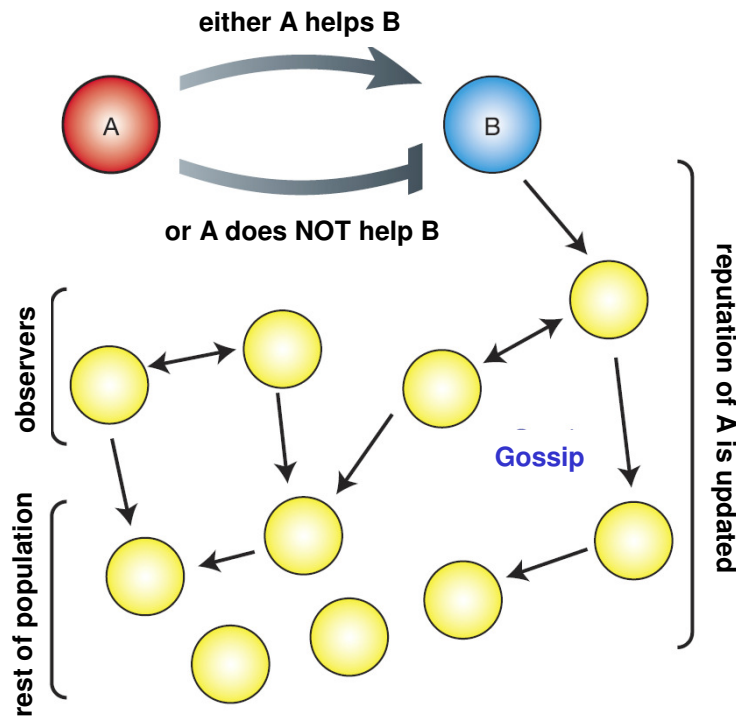 either A helps B
A
B
or A does NOT help B
observers
Gossip
reputation of A is updated
rest of population